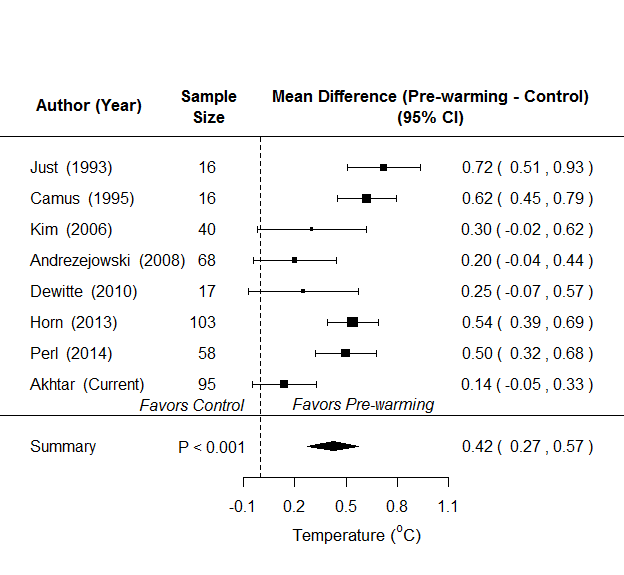 Author (Year) Sample Size Mean Difference (Pre-warming - Control) (95% CI)
Just (1993) 16 0.72 ( 0.51 , 0.93)
Camus (1995) 16 0.62 ( 0.45 , 0.79)
Kim (2006) 40 0.30 ( -0.02 , 0.62)
Andrezejowski (2008) 68 0.20 ( -0.04 , 0.44)
Dewitte (2010) 17 0.25 ( -0.07 , 0.57)
Horn (2013) 103 0.54 ( 0.39 , 0.69)
Perl (2014) 58 0.50 ( 0.32 , 0.68)
Akhtar (Current) 95 0.14 ( -0.05 , 0.33)
Favors Control Favors Pre-warming
Summary P < 0.001 0.42 ( 0.27 , 0.57)
-0.1 0.2 0.5 0.8 1.1
Temperature (°C)